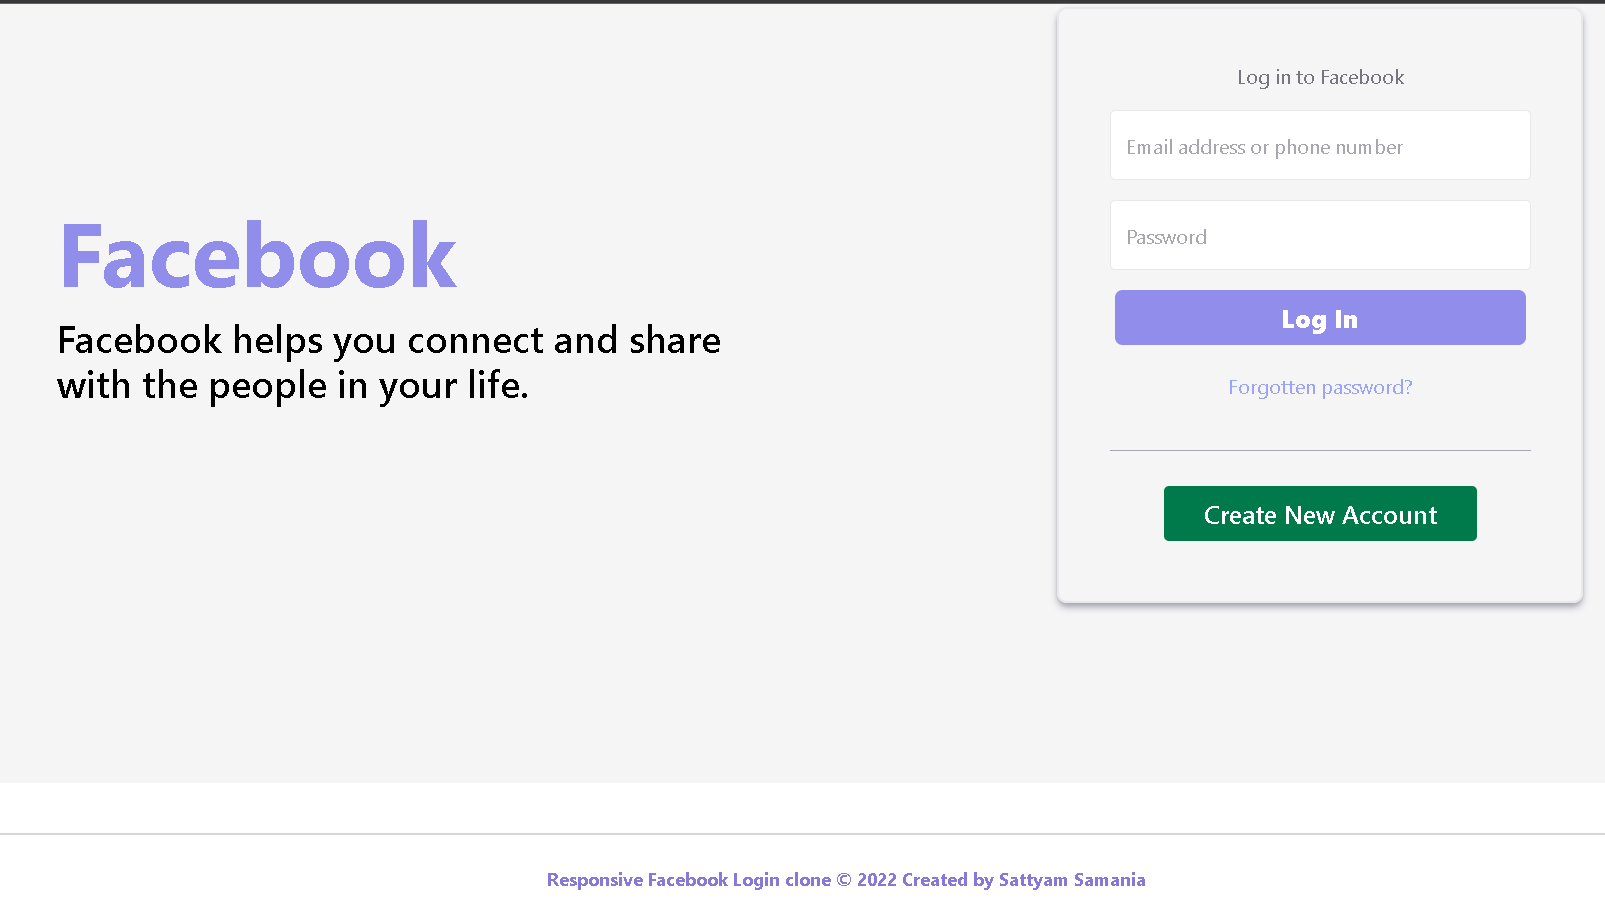 Facebook
Facebook helps you connect and share
with the people in your life.
Log in to Facebook
Email address or phone number
Password
Log In
Forgotten password?
Create New Account
Responsive Facebook Login clone © 2022 Created by Sattyam Samania